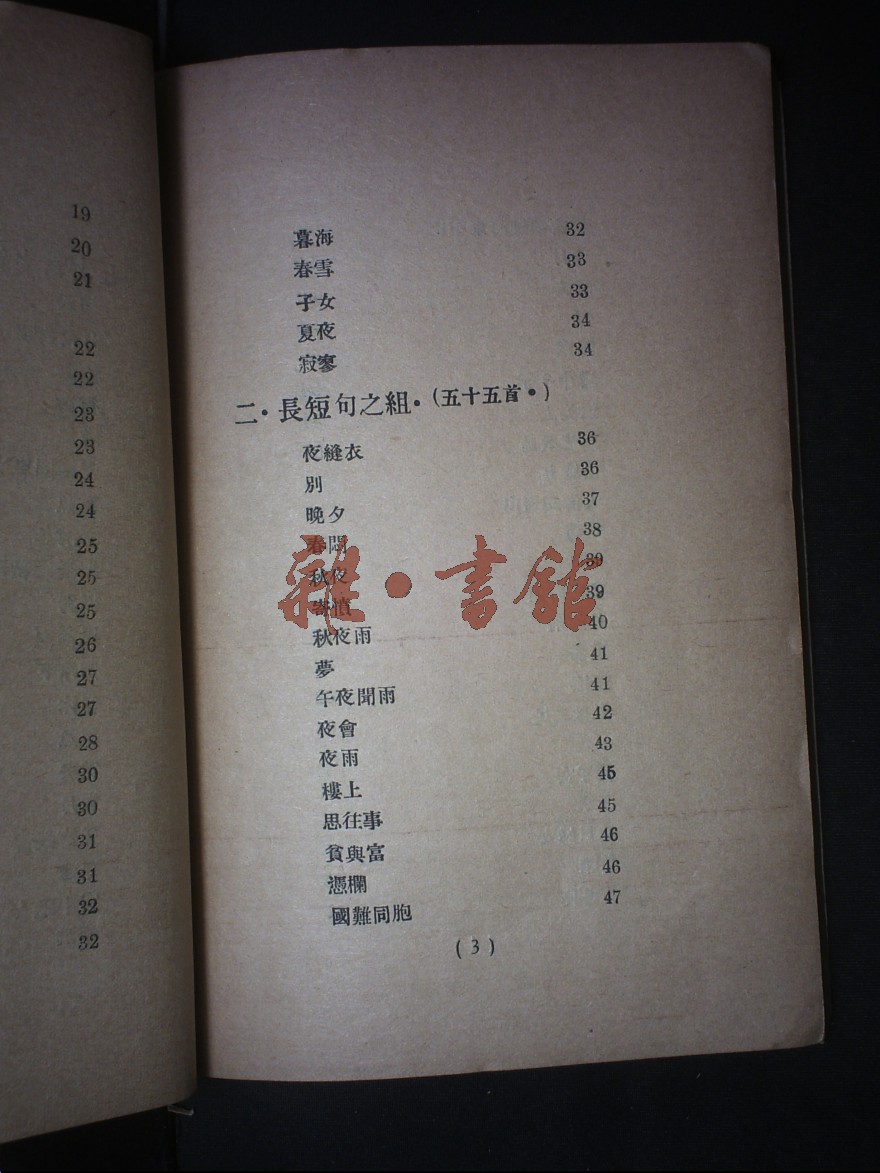 19
20
21
22
22
23
23
24
24
25
25
25
26
27
27
28
30
30
31
31
32
32
暮海 32
春雪 33
子女 33
夏夜 34
寂寥 34
二·長短句之組·(五十五首·)
夜縫衣 36
別 36
晚夕 37
春悶 38
秋夜 39
寄憤 39
秋夜雨 40
夢 41
午夜聞雨 41
夜會 42
夜雨 43
樓上 45
思往事 45
貧與富 46
憑欄 46
國難同胞 47
(3)
雜·書館